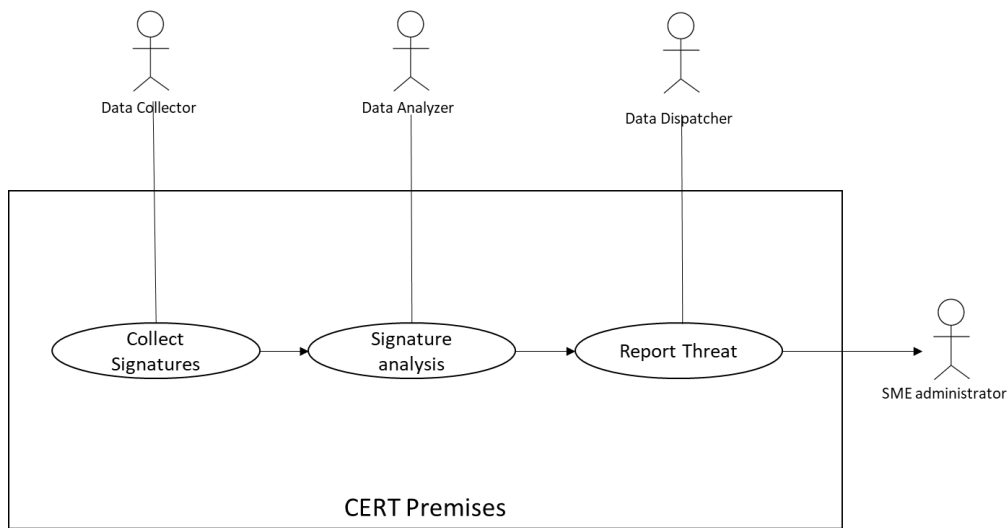 Data Collector
Data Analyzer
Data Dispatcher
Collect
Signatures
Signature
analysis
Report Threat
SME administrator
CERT Premises